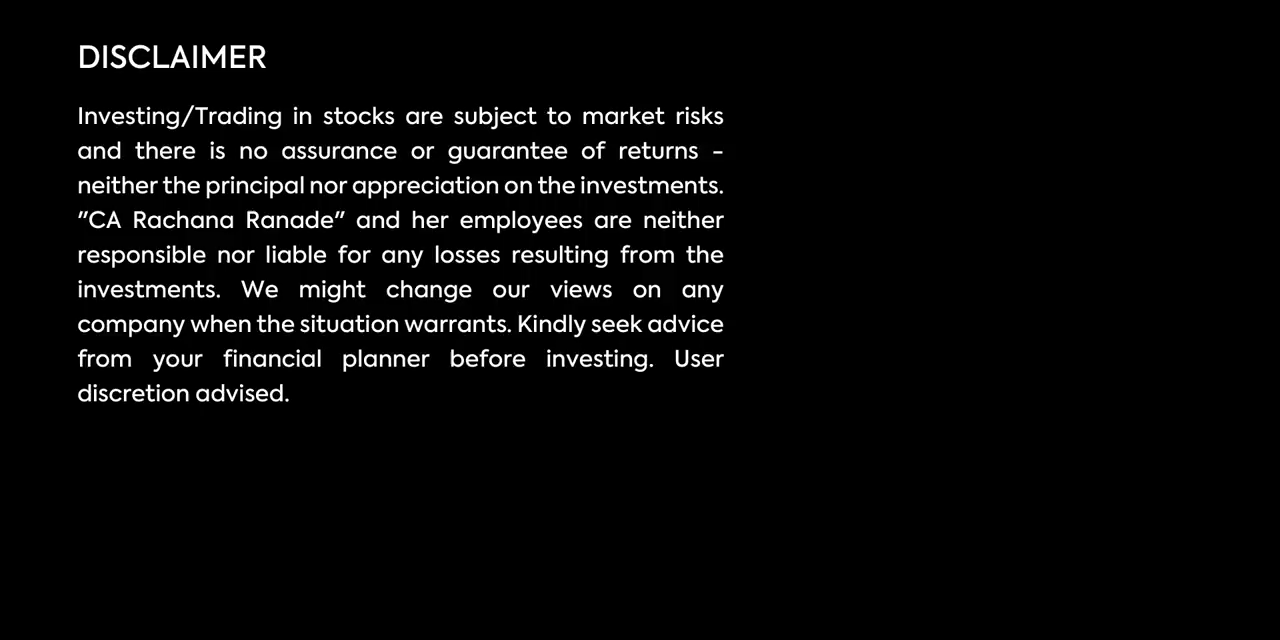 DISCLAIMER
Investing/Trading in stocks are subject to market risks
and there is no assurance or guarantee of returns -
neither the principal nor appreciation on the investments.
"CA Rachana Ranade" and her employees are neither
responsible nor liable for any losses resulting from the
investments. We might change our views on any
company when the situation warrants. Kindly seek advice
from your financial planner before investing. User
discretion advised.